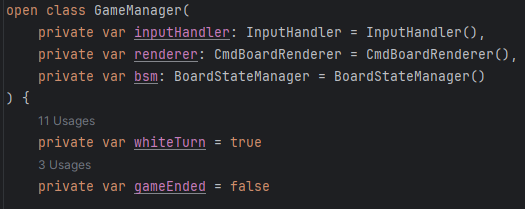 open class GameManager(
    private var inputHandler: InputHandler = InputHandler(),
    private var renderer: CmdBoardRenderer = CmdBoardRenderer(),
    private var bsm: BoardStateManager = BoardStateManager()
) {
    11 Usages
    private var whiteTurn = true
    3 Usages
    private var gameEnded = false